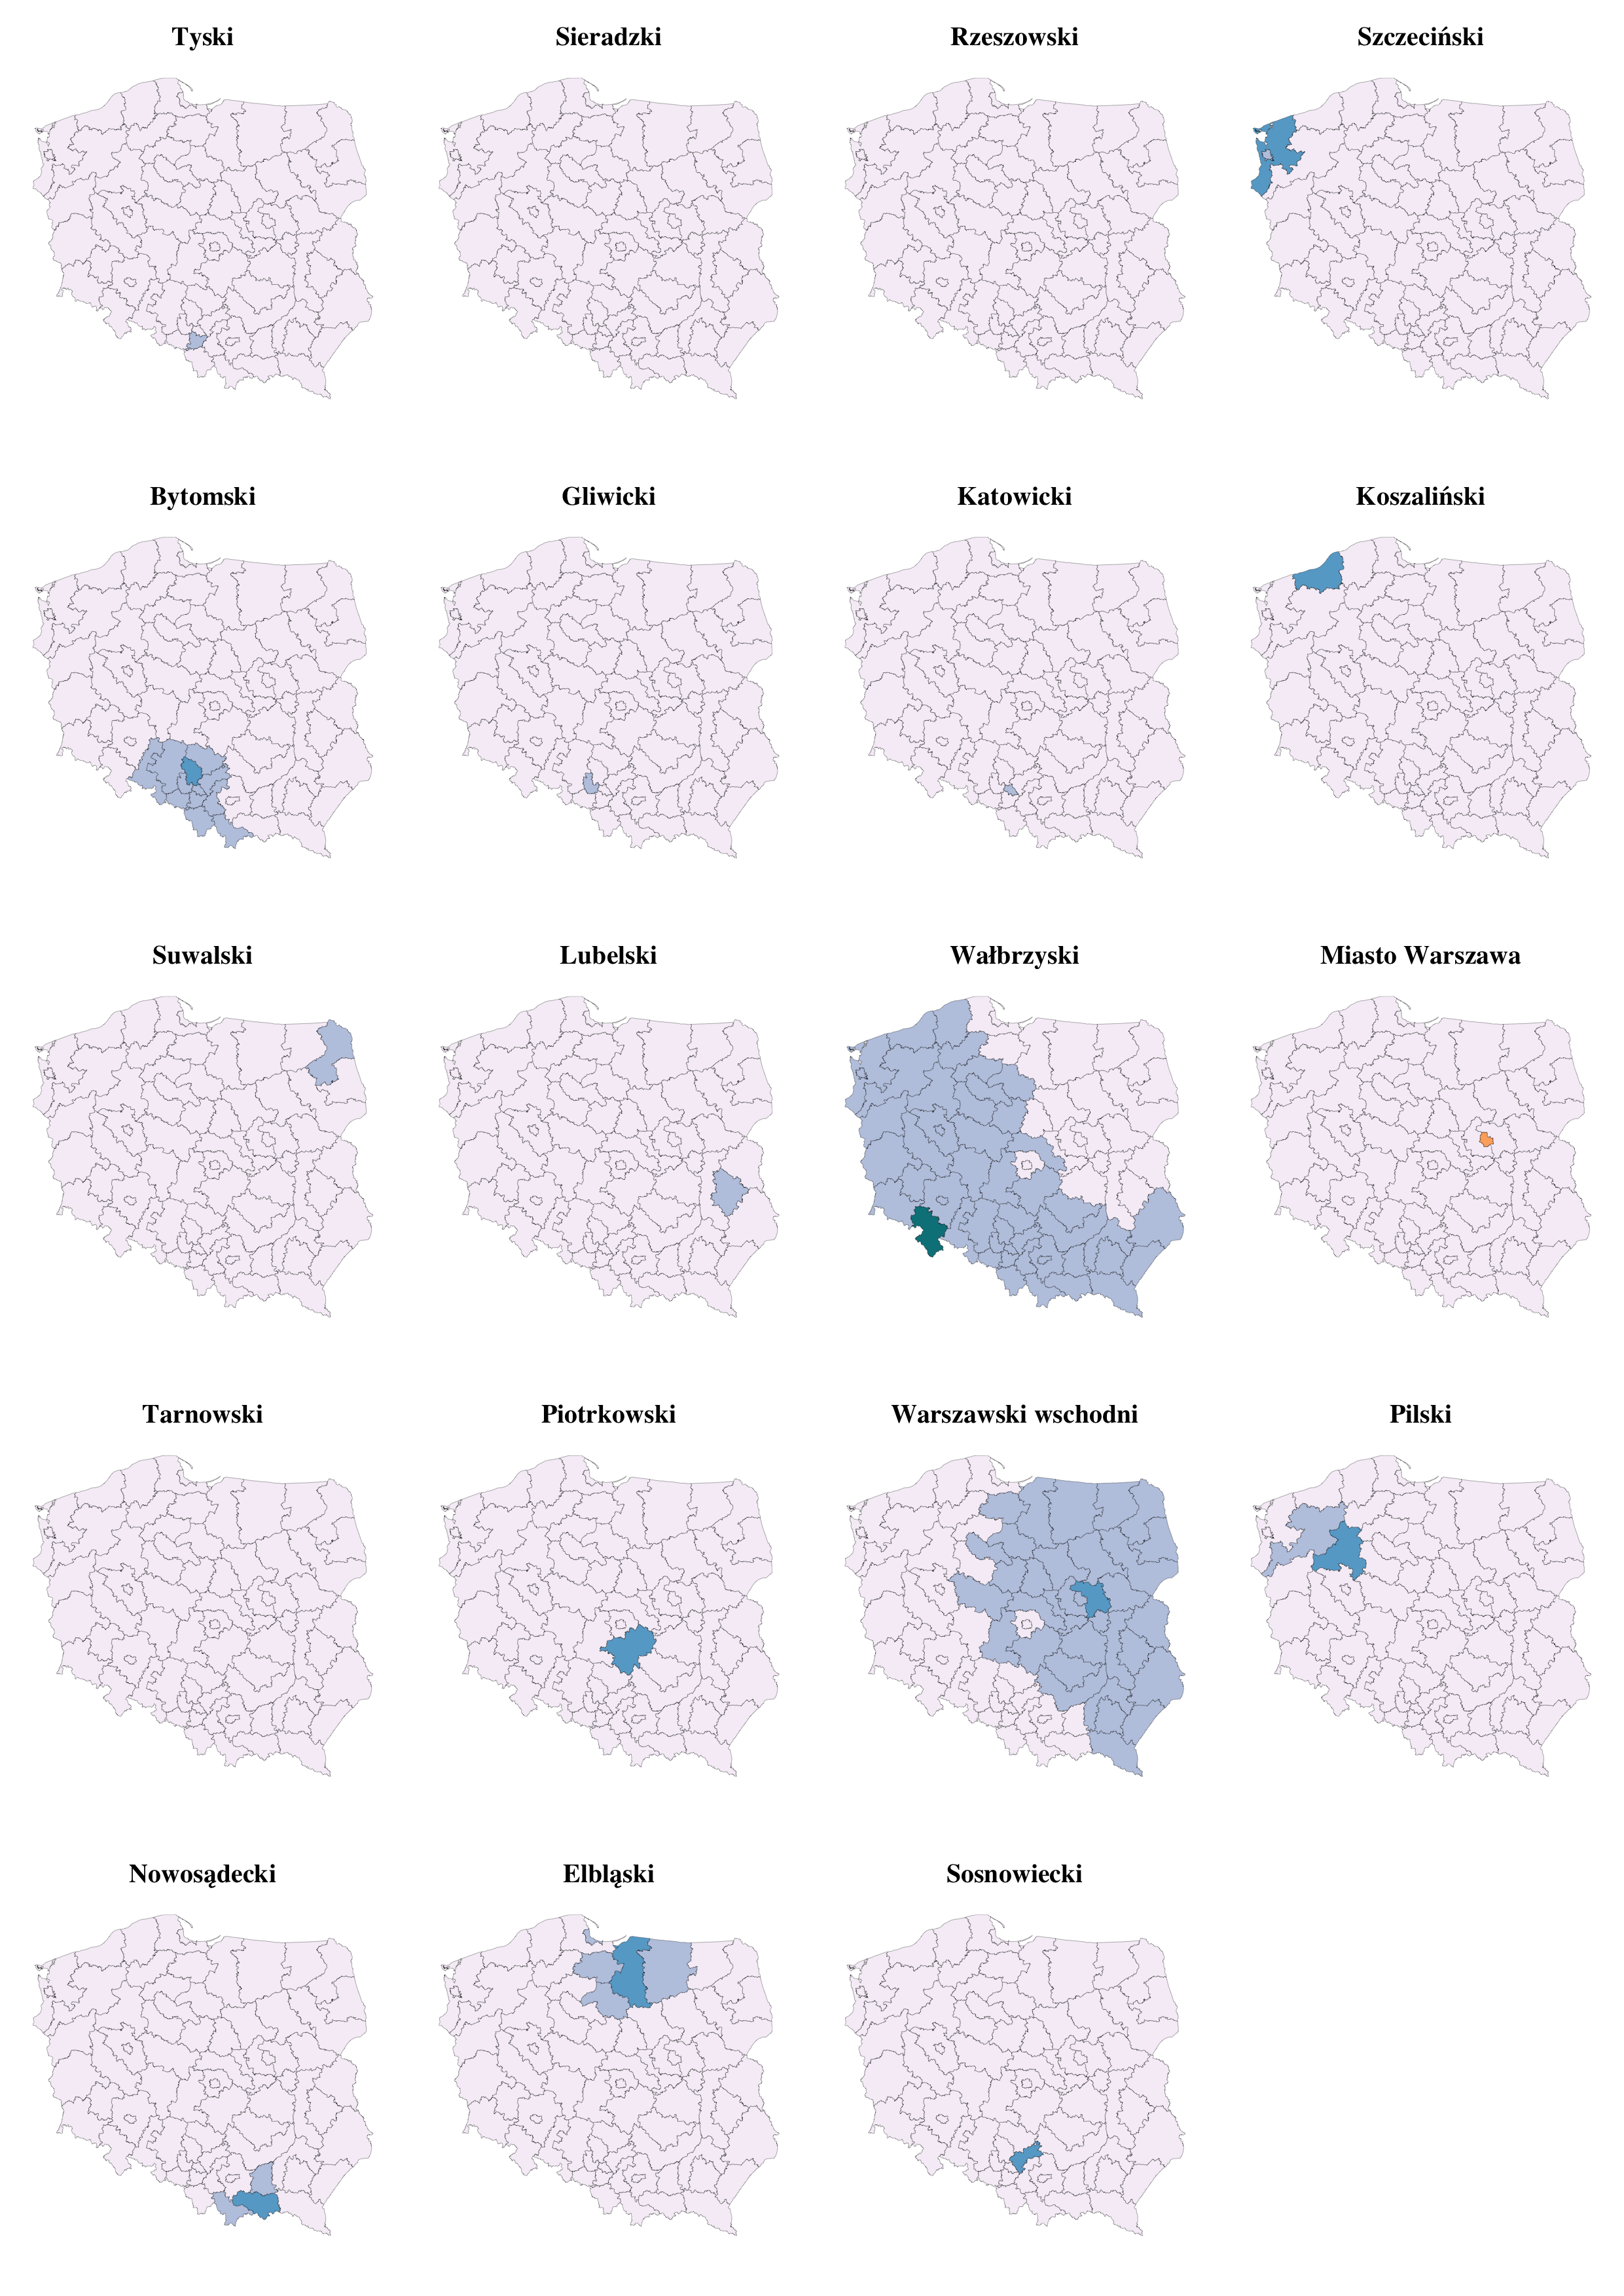 Tyski
Sieradzki
Rzeszowski
Szczeciński
Bytomski
Gliwicki
Katowicki
Koszaliński
Suwalski
Lubelski
Wałbrzyski
Miasto Warszawa
Tarnowski
Piotrkowski
Warszawski wschodni
Pilski
Nowosądecki
Elbląski
Sosnowiecki